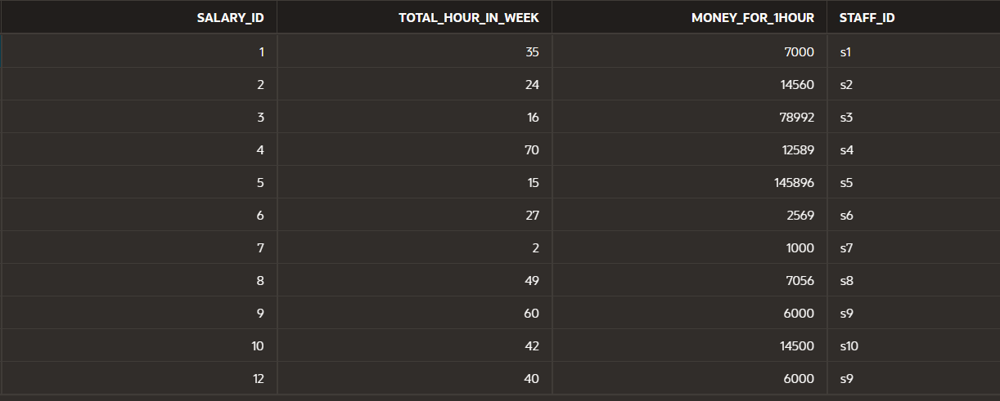 SALARY_ID TOTAL_HOUR_IN_WEEK MONEY_FOR_1HOUR STAFF_ID
1 35 7000 s1
2 24 14560 s2
3 16 78992 s3
4 70 12589 s4
5 15 145896 s5
6 27 2569 s6
7 2 1000 s7
8 49 7056 s8
9 60 6000 s9
10 42 14500 s10
12 40 6000 s9